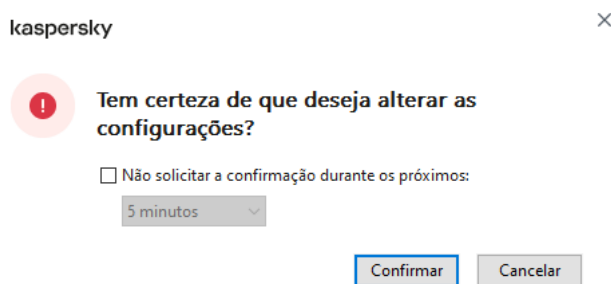 kaspersky
Tem certeza de que deseja alterar as
configurações?
Não solicitar a confirmação durante os próximos:
5 minutos
Confirmar Cancelar